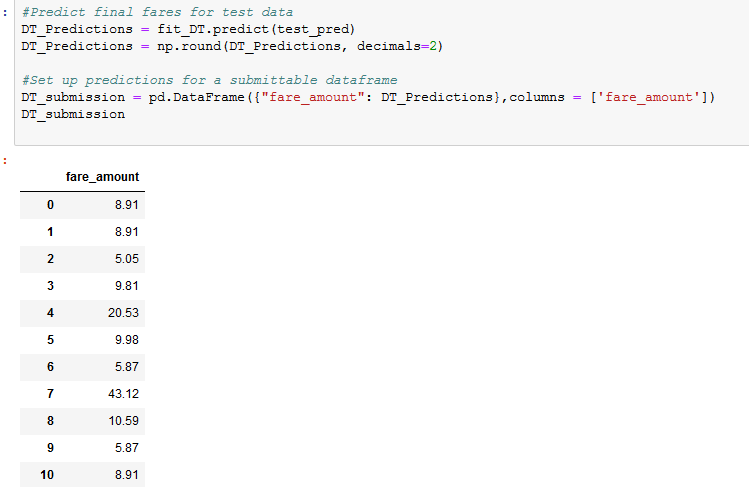 : #Predict final fares for test data
DT_Predictions = fit_DT.predict(test_pred)
DT_Predictions = np.round(DT_Predictions, decimals=2)
#Set up predictions for a submittable dataframe
DT_submission = pd.DataFrame({"fare_amount": DT_Predictions},columns = ['fare_amount'])
DT_submission
:
fare_amount
0 8.91
1 8.91
2 5.05
3 9.81
4 20.53
5 9.98
6 5.87
7 43.12
8 10.59
9 5.87
10 8.91